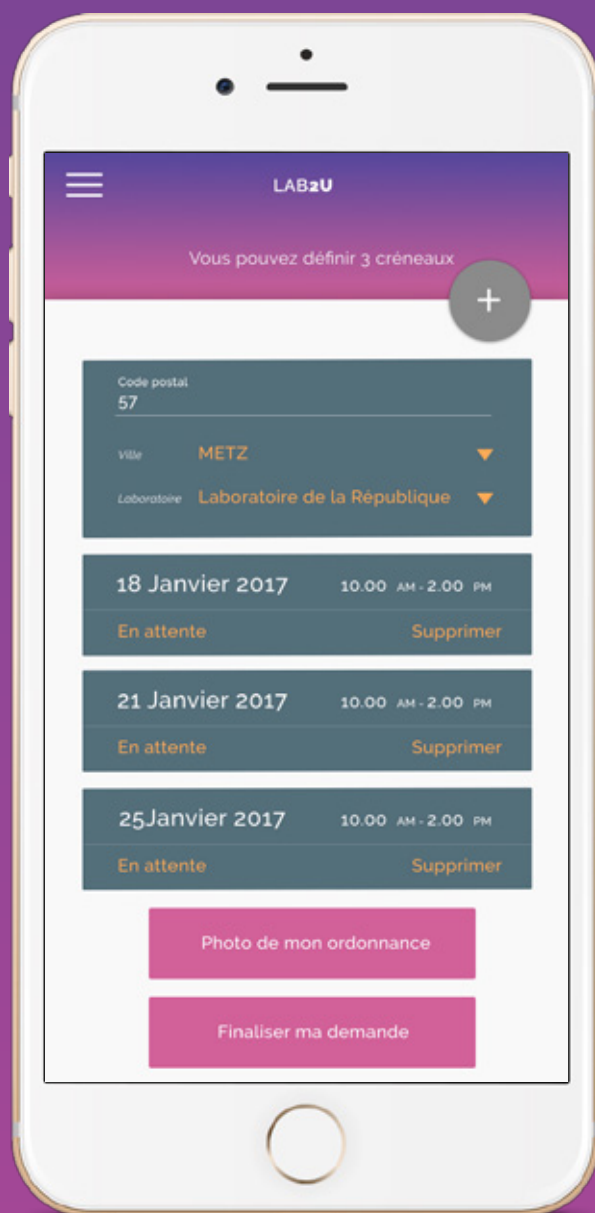 LAB2U
Vous pouvez définir 3 créneaux
+
Code postal
57
Ville METZ
Laboratoire Laboratoire de la République
18 Janvier 2017 10.00 AM - 2.00 PM
En attente Supprimer
21 Janvier 2017 10.00 AM - 2.00 PM
En attente Supprimer
25Janvier 2017 10.00 AM - 2.00 PM
En attente Supprimer
Photo de mon ordonnance
Finaliser ma demande